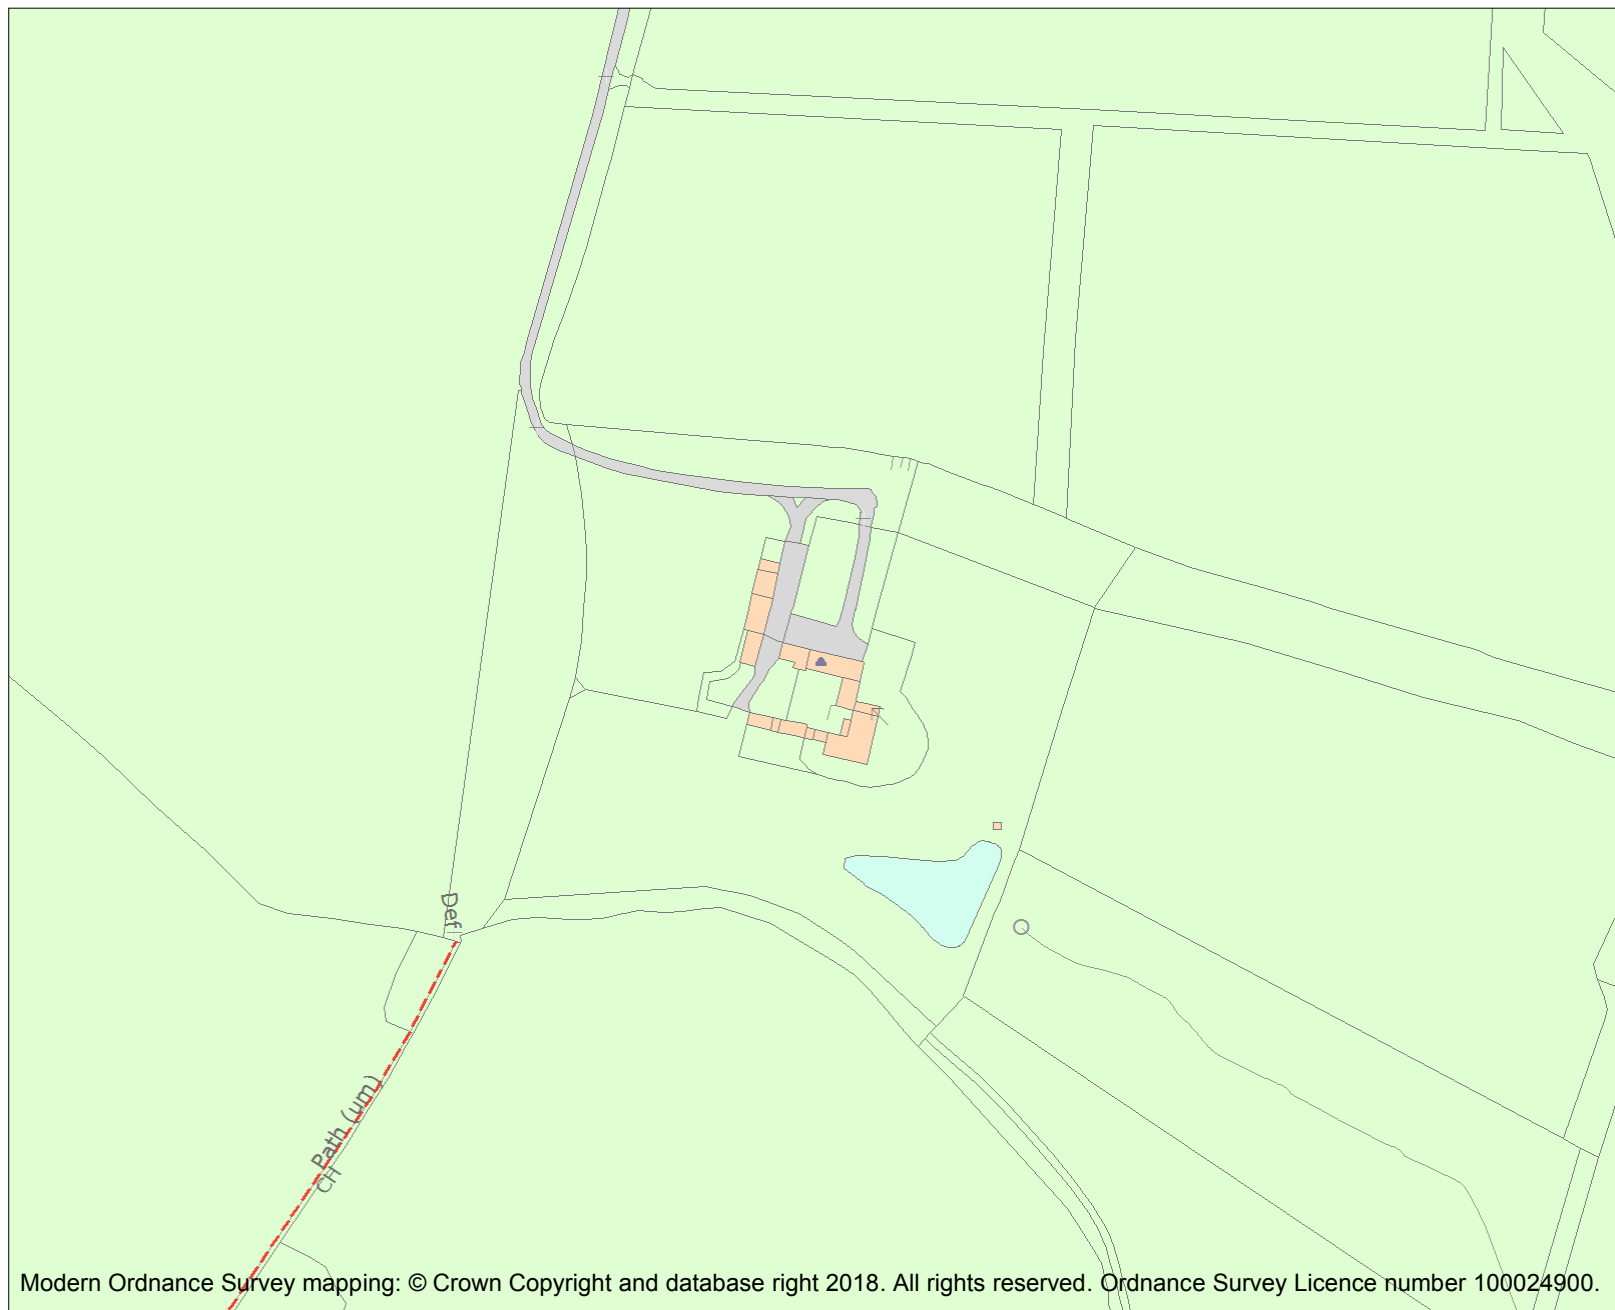 Def
Path (um)
CH
Modern Ordnance Survey mapping: © Crown Copyright and database right 2018. All rights reserved. Ordnance Survey Licence number 100024900.